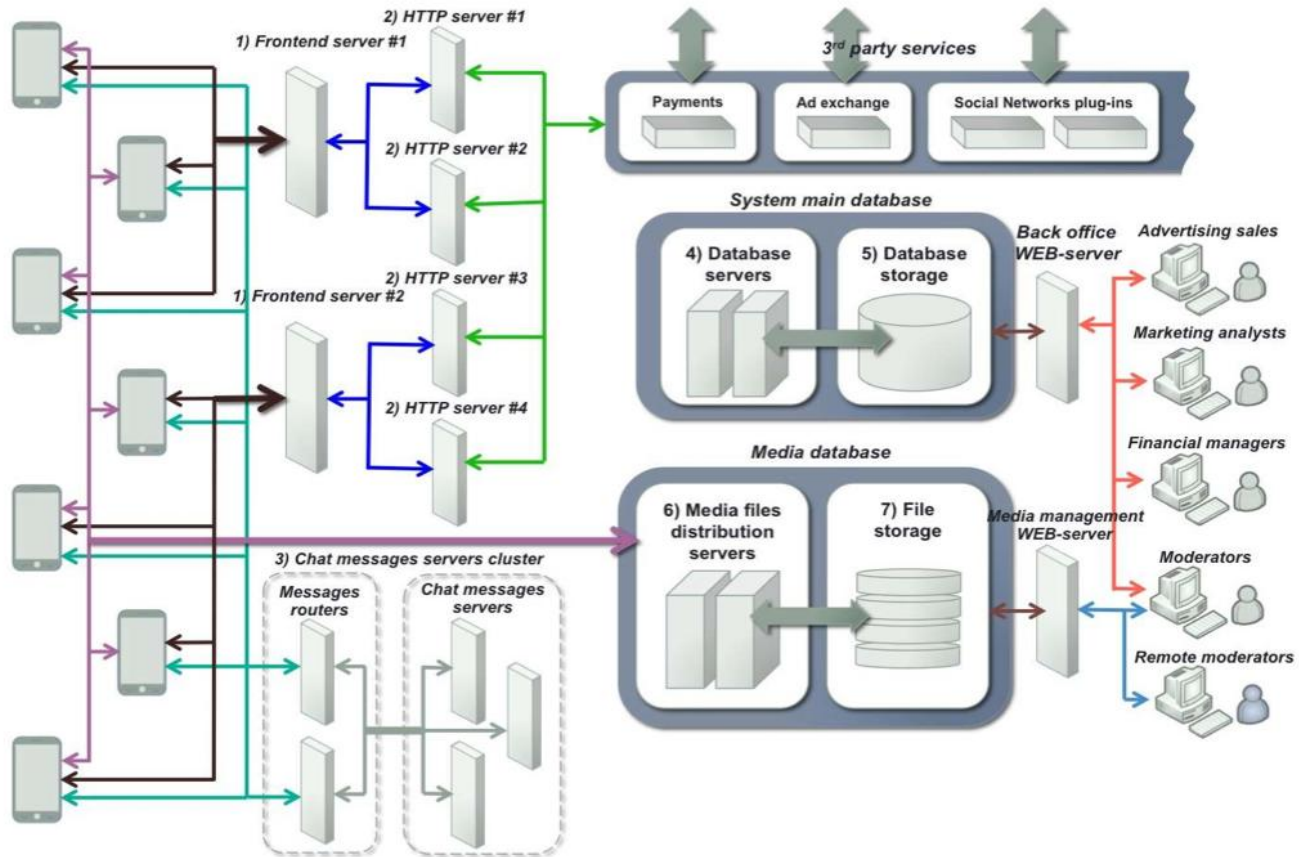 2) HTTP server #1
1) Frontend server #1
3rd party services
Payments
Ad exchange
Social Networks plug-ins
2) HTTP server #2
System main database
4) Database
servers
5) Database
storage
Back office
WEB-server
Advertising sales
2) HTTP server #3
1) Frontend server #2
Marketing analysts
2) HTTP server #4
Financial managers
Media database
6) Media files
distribution
servers
7) File
storage
Media management
WEB-server
3) Chat messages servers cluster
Messages
routers
Chat messages
servers
Moderators
Remote moderators